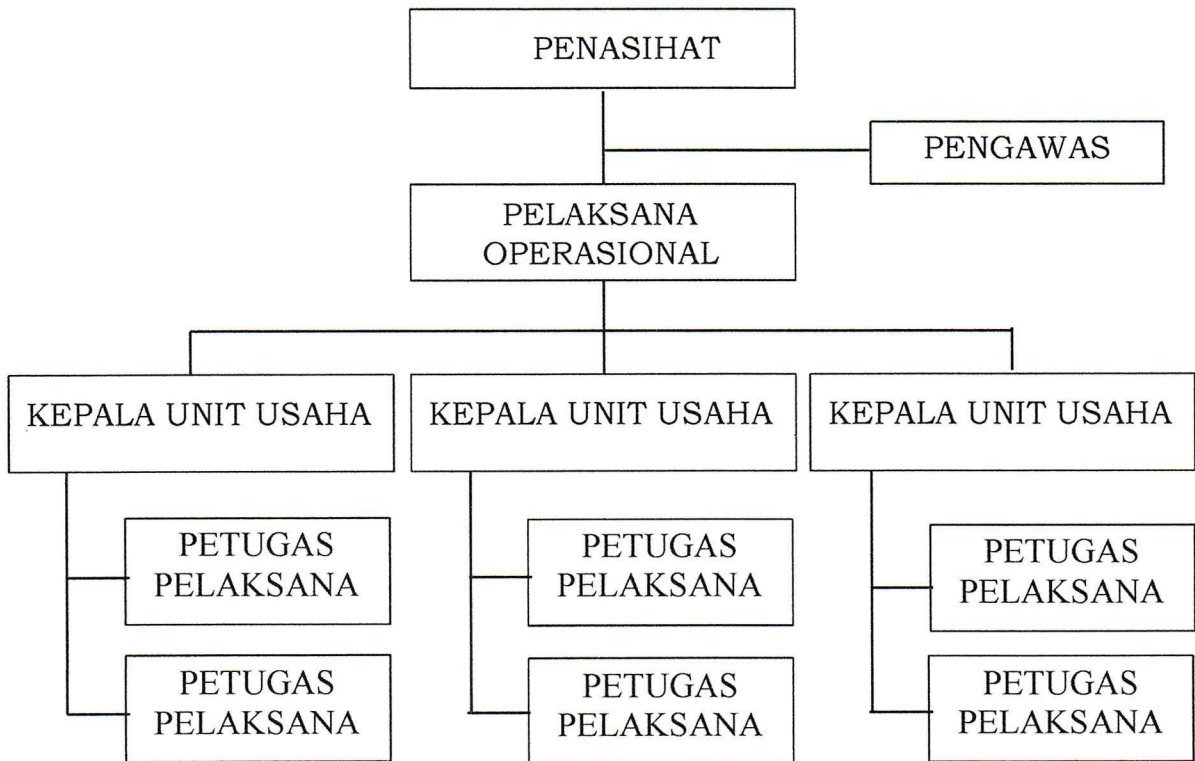 PENASIHAT
PENGAWAS
PELAKSANA
OPERASIONAL
KEPALA UNIT USAHA
KEPALA UNIT USAHA
KEPALA UNIT USAHA
PETUGAS
PELAKSANA
PETUGAS
PELAKSANA
PETUGAS
PELAKSANA
PETUGAS
PELAKSANA
PETUGAS
PELAKSANA
PETUGAS
PELAKSANA